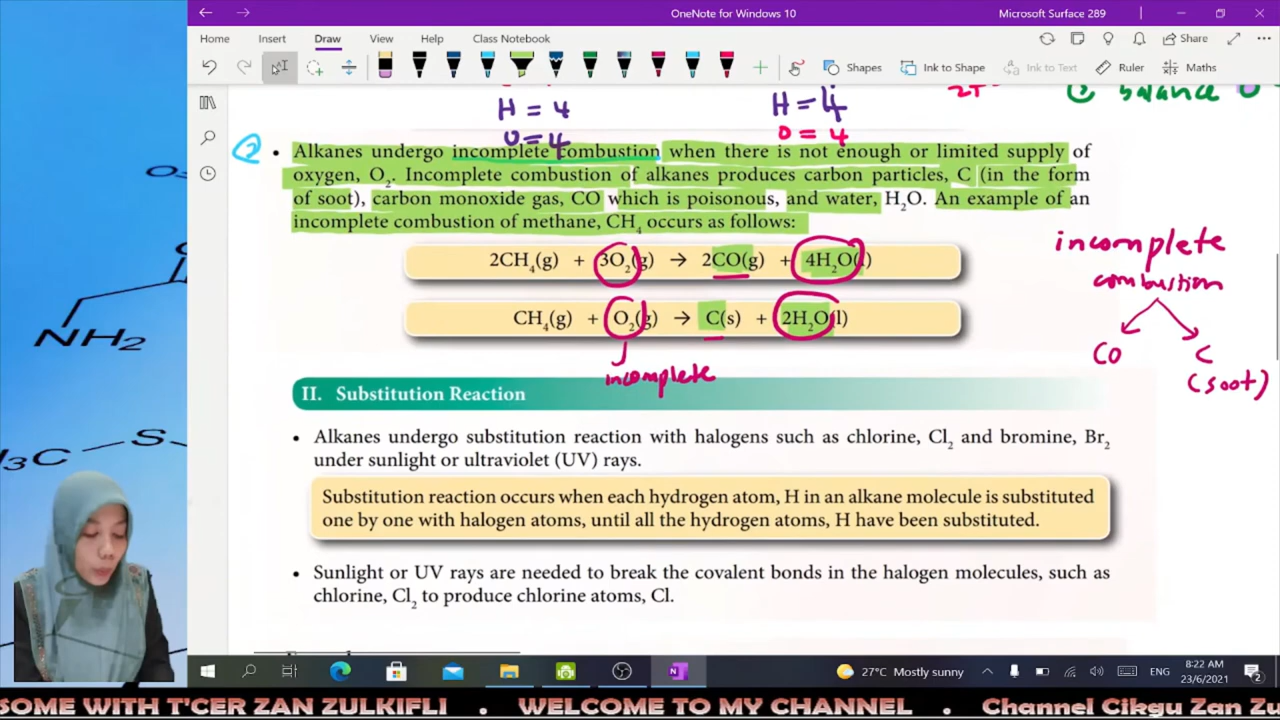 OneNote for Windows 10
Microsoft Surface 289
Home Insert Draw View Help Class Notebook
Share
Shapes
Ink to Shape
Ink to Text
Ruler
Maths
H = 4
O = 4
H = 4
O = 4
② balance O
②
• Alkanes undergo incomplete combustion when there is not enough or limited supply of
oxygen, O₂. Incomplete combustion of alkanes produces carbon particles, C (in the form
of soot), carbon monoxide gas, CO which is poisonous, and water, H₂O. An example of an
incomplete combustion of methane, CH₄ occurs as follows:
2CH₄(g) + 3O₂(g) → 2CO(g) + 4H₂O(l)
CH₄(g) + O₂(g) → C(s) + 2H₂O(l)
incomplete
incomplete
combustion
CO
C
(soot)
II. Substitution Reaction
• Alkanes undergo substitution reaction with halogens such as chlorine, Cl₂ and bromine, Br₂
under sunlight or ultraviolet (UV) rays.
Substitution reaction occurs when each hydrogen atom, H in an alkane molecule is substituted
one by one with halogen atoms, until all the hydrogen atoms, H have been substituted.
• Sunlight or UV rays are needed to break the covalent bonds in the halogen molecules, such as
chlorine, Cl₂ to produce chlorine atoms, Cl.
NH₂
₃C—S
27°C Mostly sunny
ENG
8:22 AM
23/6/2021
2
SOME WITH T'CER ZAN ZULKIFLI • WELCOME TO MY CHANNEL • Channel Cikgu Zan Zu